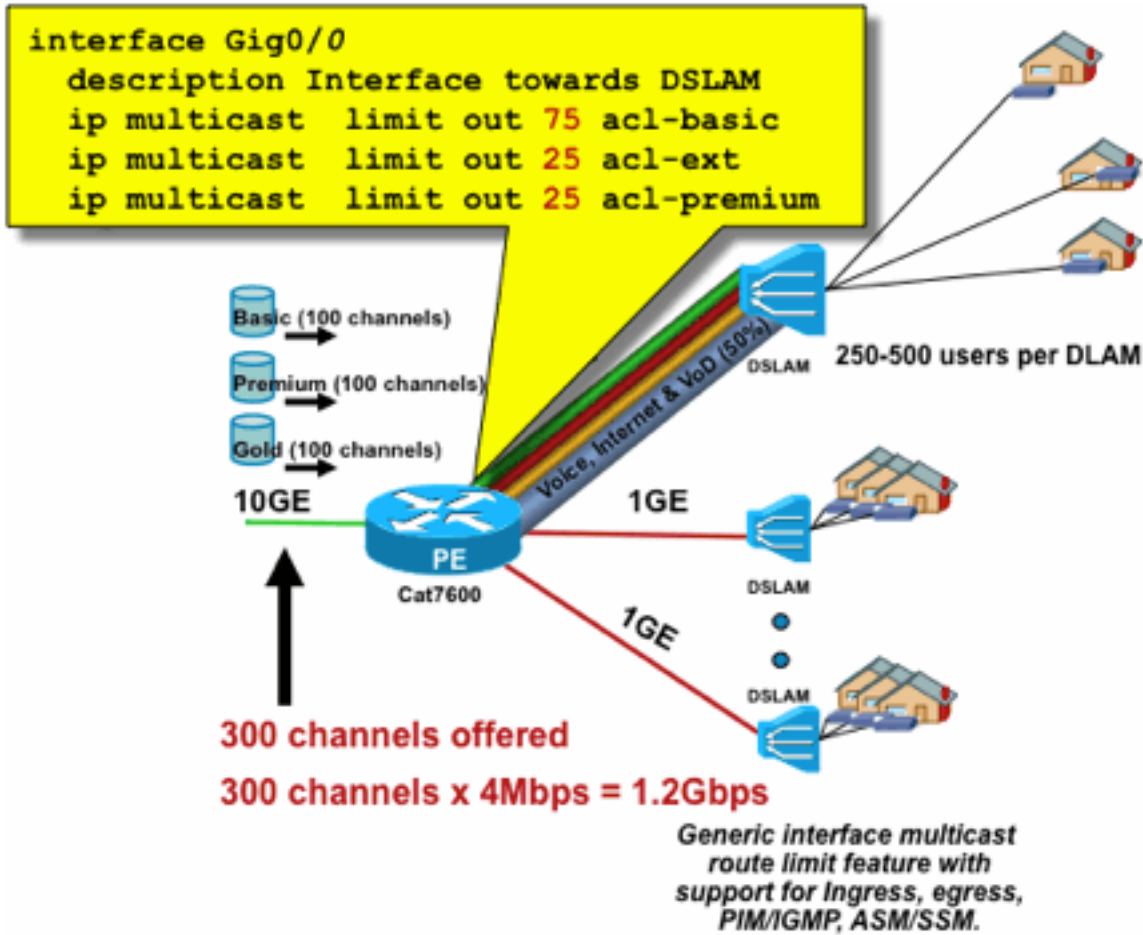 interface Gig0/0
description Interface towards DSLAM
ip multicast limit out 75 acl-basic
ip multicast limit out 25 acl-ext
ip multicast limit out 25 acl-premium
Basic (100 channels)
Premium (100 channels)
Gold (100 channels)
10GE
PE
Cat7600
Voice, Internet & VoD (50%)
DSLAM
250-500 users per DLAM
1GE
DSLAM
1GE
DSLAM
300 channels offered
300 channels x 4Mbps = 1.2Gbps
Generic interface multicast
route limit feature with
support for Ingress, egress,
PIM/IGMP, ASM/SSM.